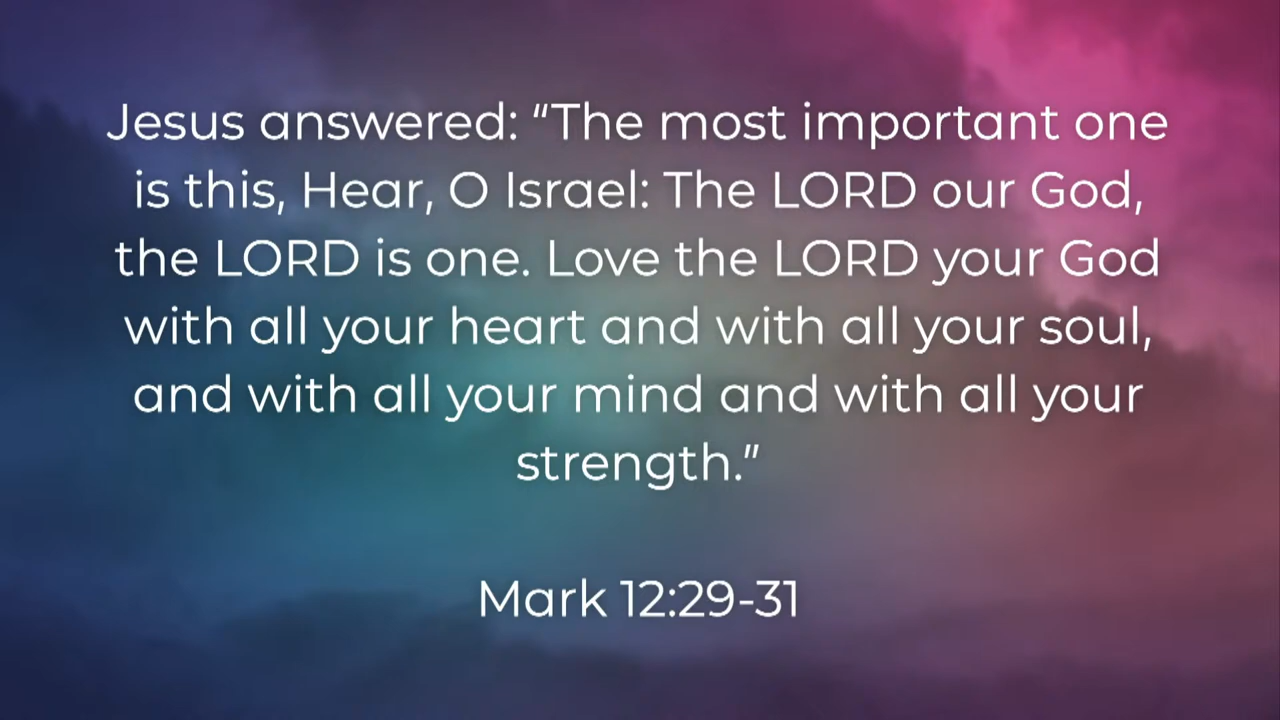 Jesus answered: “The most important one
is this, Hear, O Israel: The LORD our God,
the LORD is one. Love the LORD your God
with all your heart and with all your soul,
and with all your mind and with all your
strength.”
Mark 12:29-31